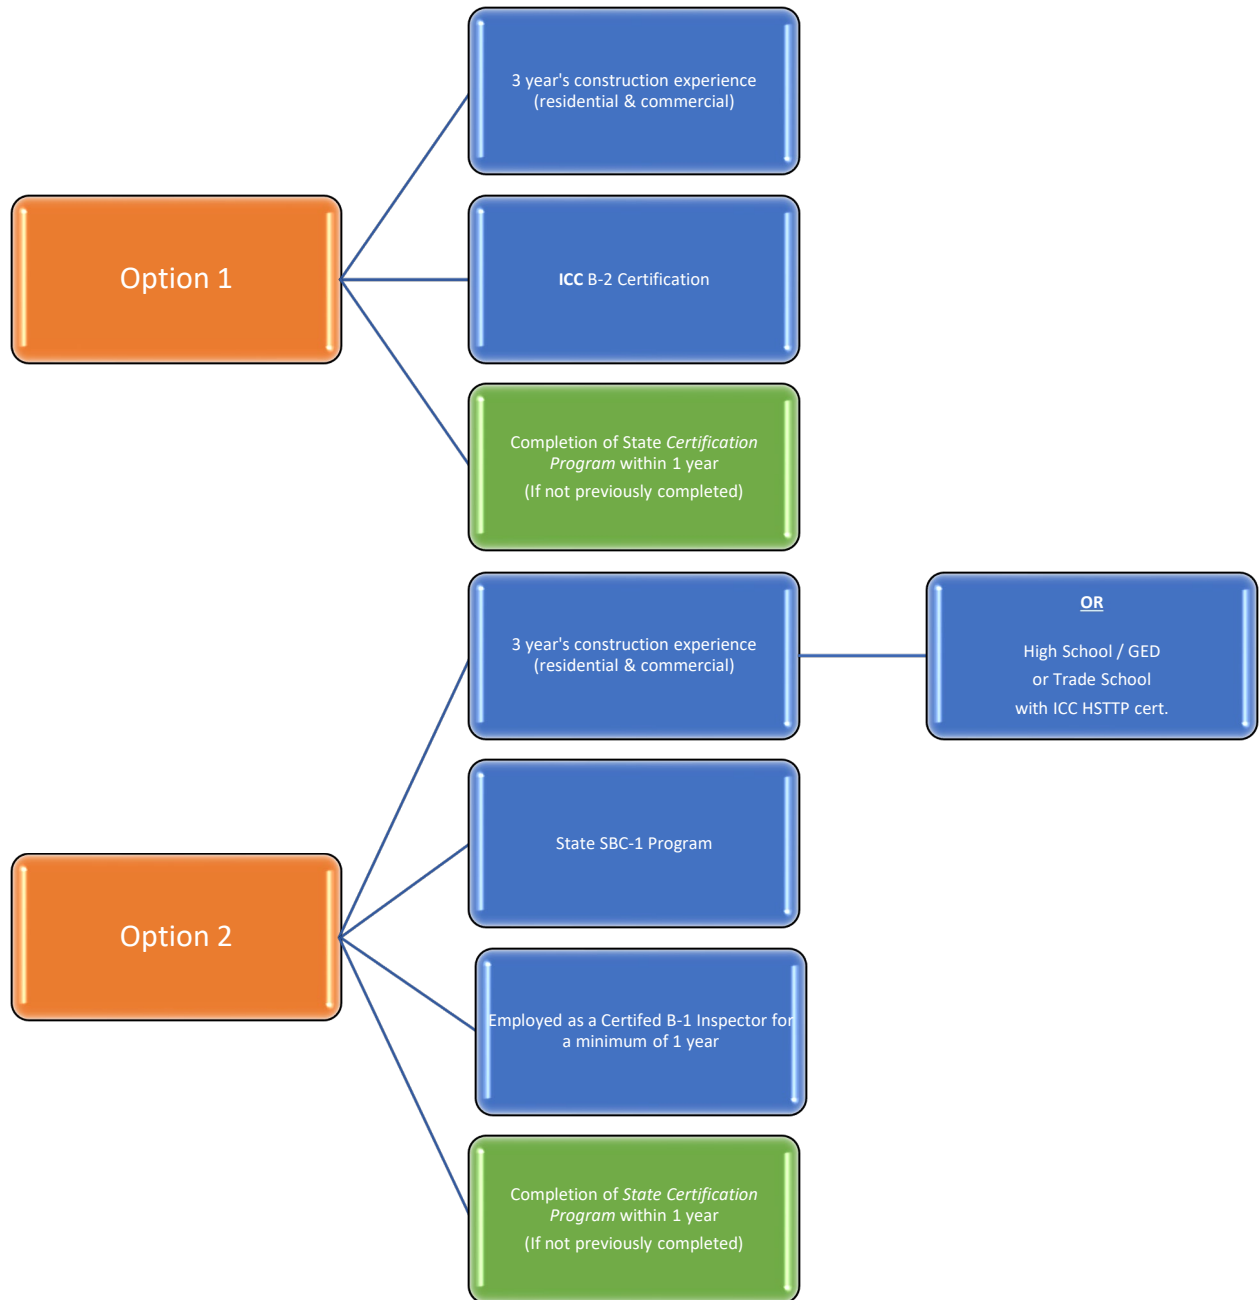 3 year's construction experience
(residential & commercial)
Option 1
ICC B-2 Certification
Completion of State Certification
Program within 1 year
(If not previously completed)
3 year's construction experience
(residential & commercial)
OR
High School / GED
or Trade School
with ICC HSTTP cert.
State SBC-1 Program
Option 2
Employed as a Certifed B-1 Inspector for
a minimum of 1 year
Completion of State Certification
Program within 1 year
(If not previously completed)